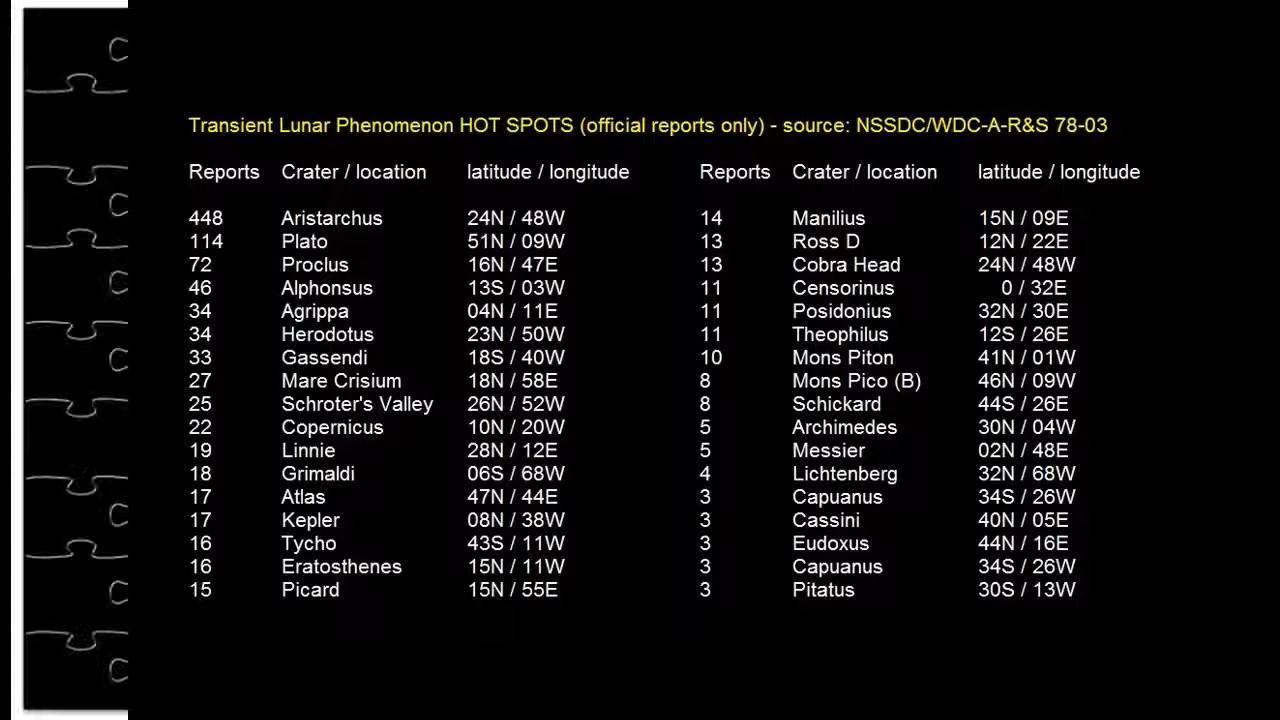 Transient Lunar Phenomenon HOT SPOTS (official reports only) - source: NSSDC/WDC-A-R&S 78-03
Reports Crater / location latitude / longitude Reports Crater / location latitude / longitude
448 Aristarchus 24N / 48W 14 Manilius 15N / 09E
114 Plato 51N / 09W 13 Ross D 12N / 22E
72 Proclus 16N / 47E 13 Cobra Head 24N / 48W
46 Alphonsus 13S / 03W 11 Censorinus 0 / 32E
34 Agrippa 04N / 11E 11 Posidonius 32N / 30E
34 Herodotus 23N / 50W 11 Theophilus 12S / 26E
33 Gassendi 18S / 40W 10 Mons Piton 41N / 01W
27 Mare Crisium 18N / 58E 8 Mons Pico (B) 46N / 09W
25 Schroter's Valley 26N / 52W 8 Schickard 44S / 26E
22 Copernicus 10N / 20W 5 Archimedes 30N / 04W
19 Linnie 28N / 12E 5 Messier 02N / 48E
18 Grimaldi 06S / 68W 4 Lichtenberg 32N / 68W
17 Atlas 47N / 44E 3 Capuanus 34S / 26W
17 Kepler 08N / 38W 3 Cassini 40N / 05E
16 Tycho 43S / 11W 3 Eudoxus 44N / 16E
16 Eratosthenes 15N / 11W 3 Capuanus 34S / 26W
15 Picard 15N / 55E 3 Pitatus 30S / 13W